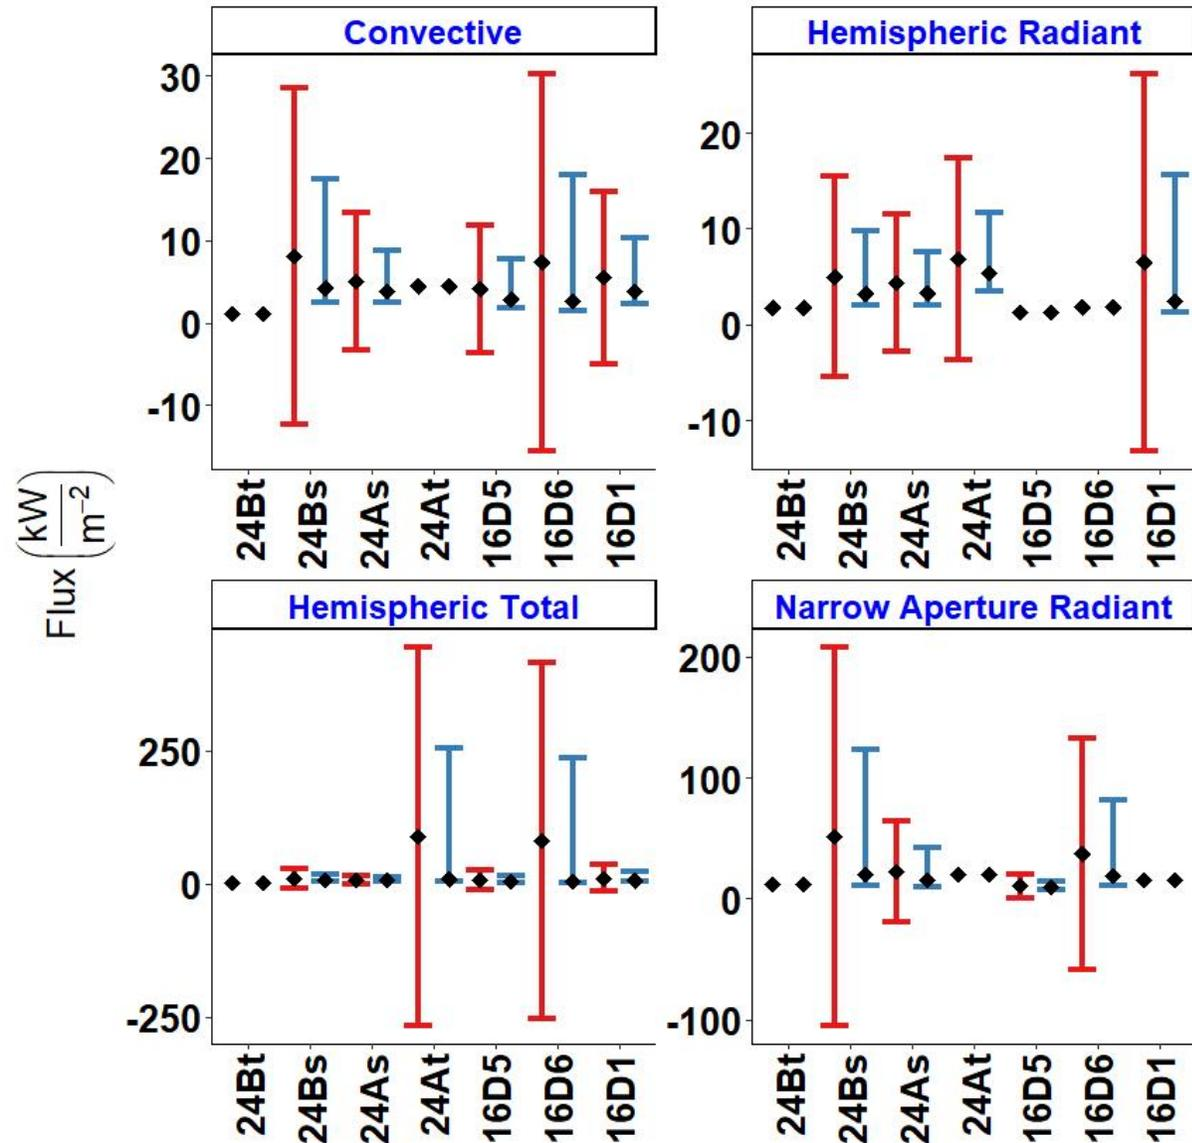 Convective
Hemispheric Radiant
30
20
10
0
-10
20
10
0
-10
24Bt
24Bs
24As
24At
16D5
16D6
16D1
24Bt
24Bs
24As
24At
16D5
16D6
16D1
Flux (kW / m−2)
Hemispheric Total
Narrow Aperture Radiant
250
0
-250
200
100
0
-100
24Bt
24Bs
24As
24At
16D5
16D6
16D1
24Bt
24Bs
24As
24At
16D5
16D6
16D1